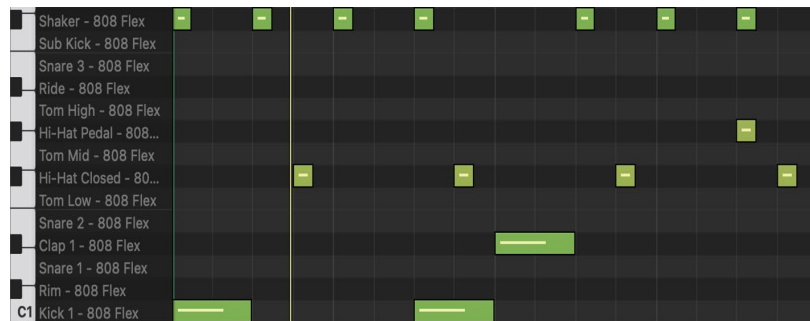 Shaker - 808 Flex
Sub Kick - 808 Flex
Snare 3 - 808 Flex
Ride - 808 Flex
Tom High - 808 Flex
Hi-Hat Pedal - 808...
Tom Mid - 808 Flex
Hi-Hat Closed - 80...
Tom Low - 808 Flex
Snare 2 - 808 Flex
Clap 1 - 808 Flex
Snare 1 - 808 Flex
Rim - 808 Flex
C1 Kick 1 - 808 Flex